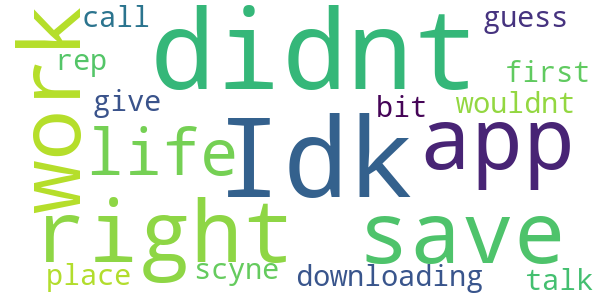 call
guess
work
didnt
rep
first
give
bit
wouldnt
Idk
app
life
right
save
place
scyne
downloading
talk